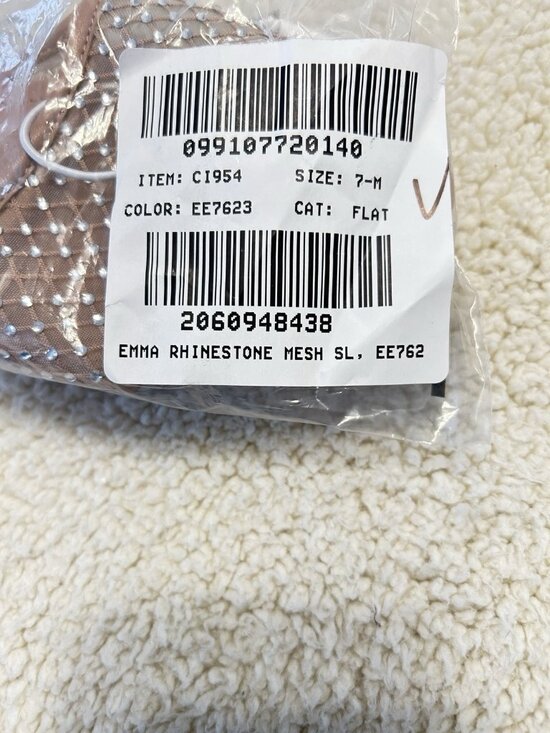 099107720140
ITEM: CI954 SIZE: 7-M
COLOR: EE7623 CAT: FLAT
2060948438
EMMA RHINESTONE MESH SL, EE762